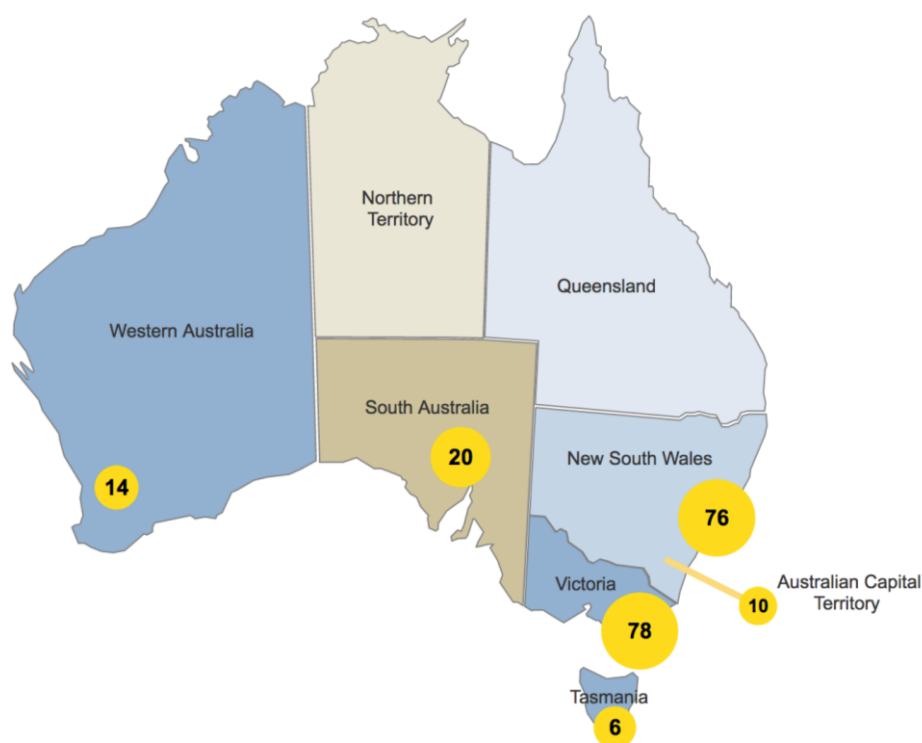 Northern
Territory
Queensland
Western Australia
South Australia
20
New South Wales
14
76
Victoria
Australian Capital
Territory
10
78
Tasmania
6